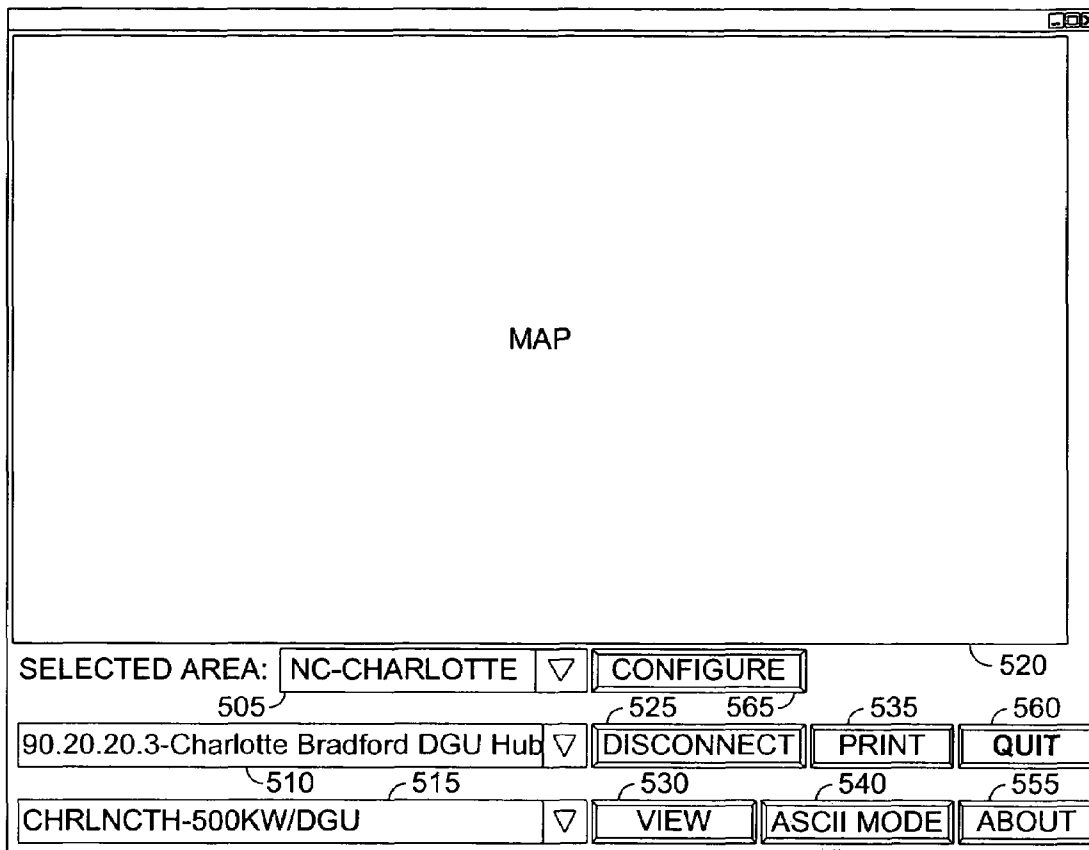 MAP
SELECTED AREA: NC-CHARLOTTE CONFIGURE 520
505 525 565 535 560
90.20.20.3-Charlotte Bradford DGU Hub DISCONNECT PRINT QUIT
510 515 530 540 555
CHRLNCTH-500KW/DGU VIEW ASCII MODE ABOUT